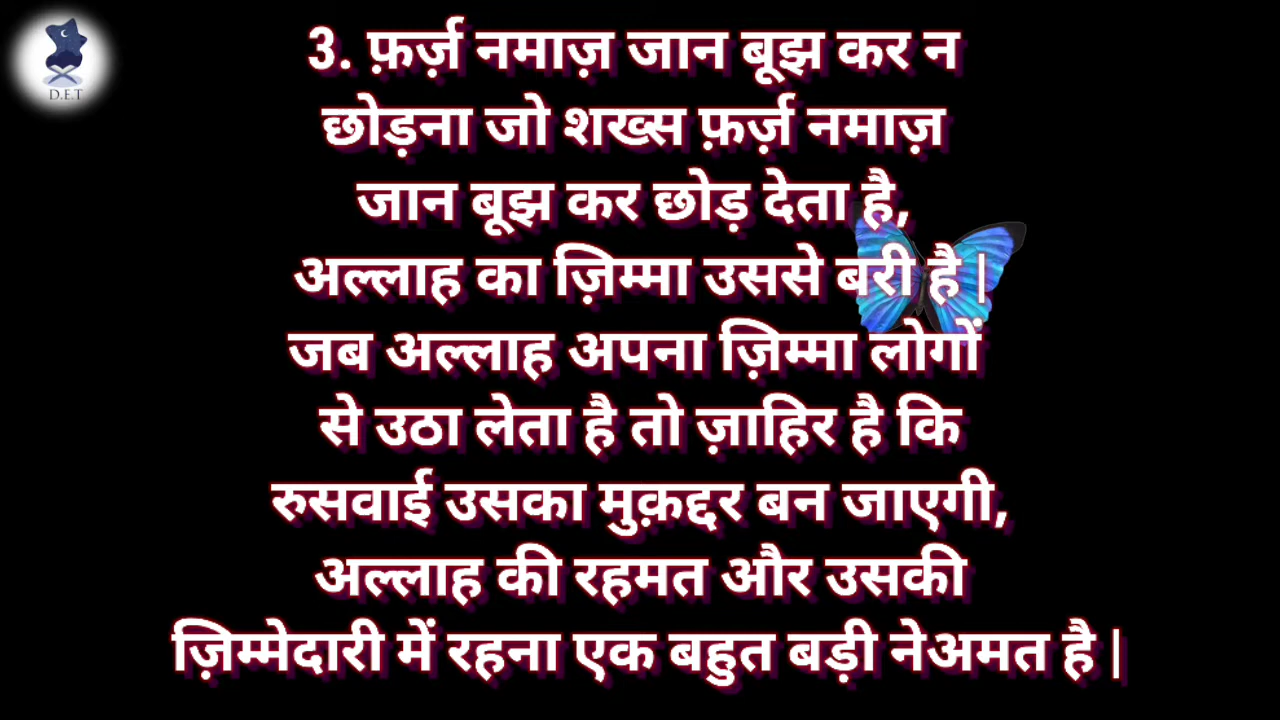 D.E.T
3. फ़र्ज़ नमाज़ जान बूझ कर न
छोड़ना जो शख्स फ़र्ज़ नमाज़
जान बूझ कर छोड़ देता है,
अल्लाह का ज़िम्मा उससे बरी है|
जब अल्लाह अपना ज़िम्मा लोगों
से उठा लेता है तो ज़ाहिर है कि
रुसवाई उसका मुक़द्दर बन जाएगी,
अल्लाह की रहमत और उसकी
ज़िम्मेदारी में रहना एक बहुत बड़ी नेअमत है|